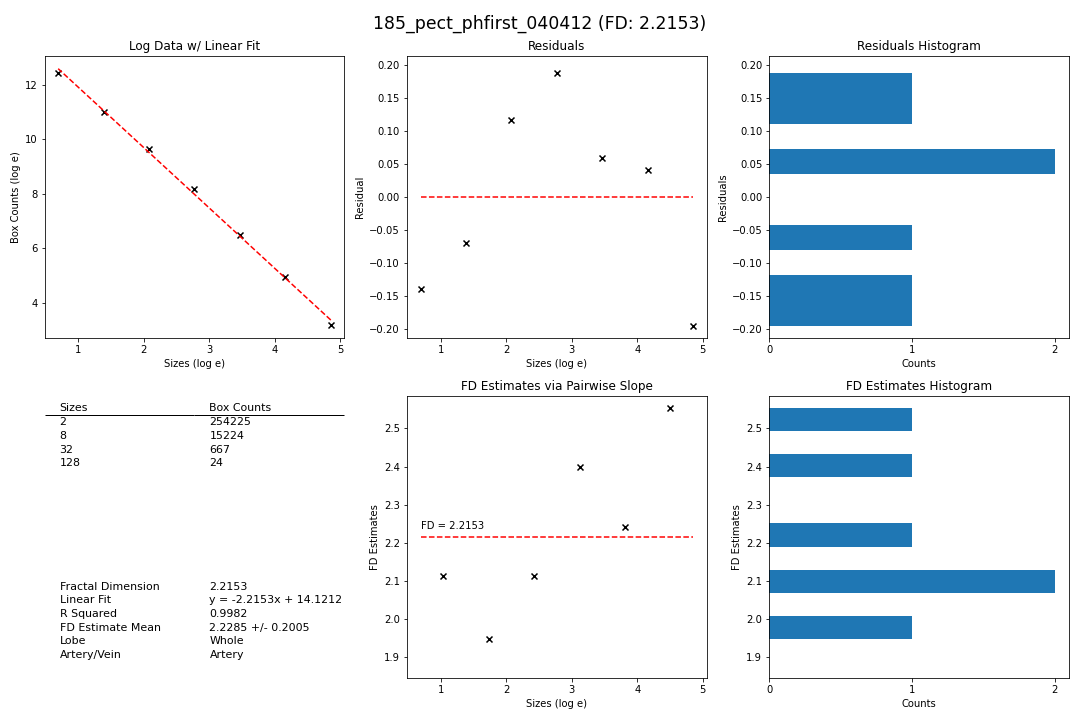 185_pect_phfirst_040412 (FD: 2.2153)
Log Data w/ Linear Fit
Box Counts (log e)
12
10
8
6
4
1 2 3 4 5
Sizes (log e)
Residuals
Residual
0.20
0.15
0.10
0.05
0.00
−0.05
−0.10
−0.15
−0.20
1 2 3 4 5
Sizes (log e)
Residuals Histogram
Residuals
0.20
0.15
0.10
0.05
0.00
−0.05
−0.10
−0.15
−0.20
0 1 2
Counts
Sizes Box Counts
2 254225
8 15224
32 667
128 24
Fractal Dimension 2.2153
Linear Fit y = -2.2153x + 14.1212
R Squared 0.9982
FD Estimate Mean 2.2285 +/- 0.2005
Lobe Whole
Artery/Vein Artery
FD Estimates via Pairwise Slope
FD Estimates
2.5
2.4
2.3
2.2
2.1
2.0
1.9
FD = 2.2153
1 2 3 4 5
Sizes (log e)
FD Estimates Histogram
FD Estimates
2.5
2.4
2.3
2.2
2.1
2.0
1.9
0 1 2
Counts